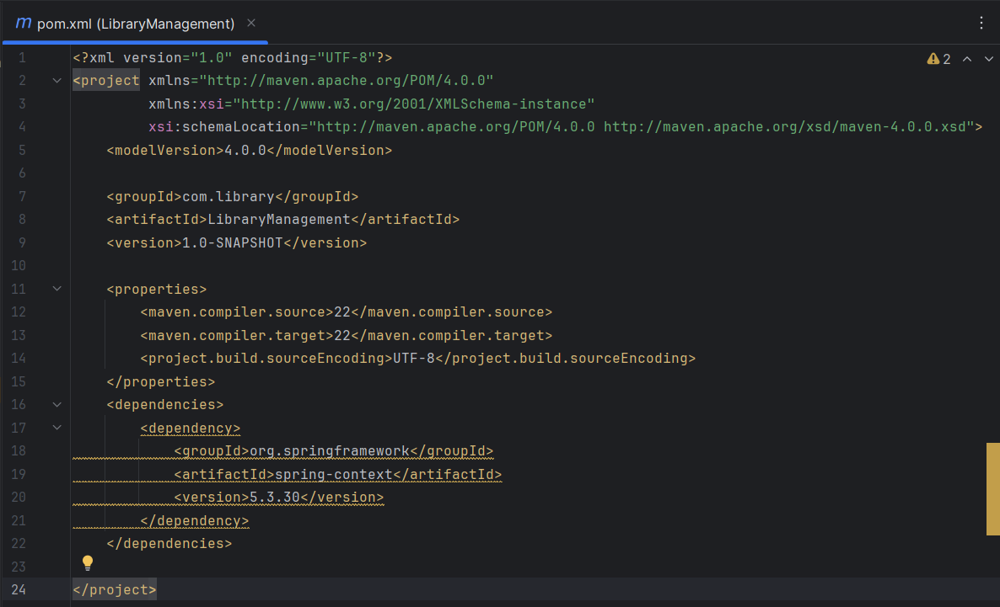 m pom.xml (LibraryManagement) ×
2
1 <?xml version="1.0" encoding="UTF-8"?>
2 <project xmlns="http://maven.apache.org/POM/4.0.0"
3 xmlns:xsi="http://www.w3.org/2001/XMLSchema-instance"
4 xsi:schemaLocation="http://maven.apache.org/POM/4.0.0 http://maven.apache.org/xsd/maven-4.0.0.xsd">
5 <modelVersion>4.0.0</modelVersion>
6
7 <groupId>com.library</groupId>
8 <artifactId>LibraryManagement</artifactId>
9 <version>1.0-SNAPSHOT</version>
10
11 <properties>
12 <maven.compiler.source>22</maven.compiler.source>
13 <maven.compiler.target>22</maven.compiler.target>
14 <project.build.sourceEncoding>UTF-8</project.build.sourceEncoding>
15 </properties>
16 <dependencies>
17 <dependency>
18 <groupId>org.springframework</groupId>
19 <artifactId>spring-context</artifactId>
20 <version>5.3.30</version>
21 </dependency>
22 </dependencies>
23
24 </project>